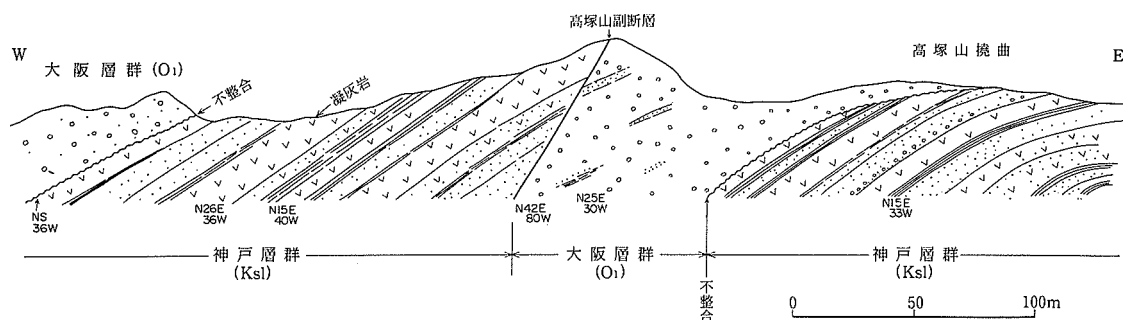 高塚山副断層
W
大阪層群 (Ol)
不整合
凝灰岩
高塚山撓曲
E
NS
36W
N26E
36W
N15E
40W
N42E
80W
N25E
30W
N15E
33W
神戸層群
(Ksl)
大阪層群
(Ol)
神戸層群
(Ksl)
不整合
0 50 100m